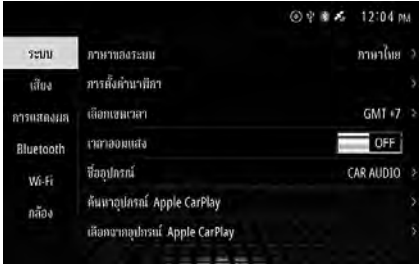 12:04 PM
ระบบ
เสียง
การแสดงผล
Bluetooth
Wi-Fi
กล้อง
ภาษาของระบบ
ภาษาไทย
การตั้งค่านาฬิกา
เลือกเขตเวลา
GMT +7
เวลาออมแสง
OFF
ชื่ออุปกรณ์
CAR AUDIO
ค้นหาอุปกรณ์ Apple CarPlay
เลือกจากอุปกรณ์ Apple CarPlay